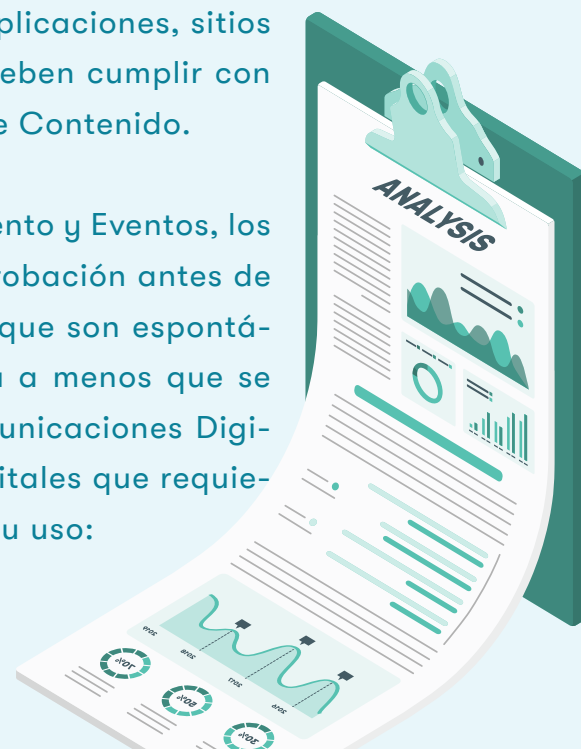 plicaciones, sitios
eben cumplir con
e Contenido.
ento y Eventos, los
robación antes de
que son espontá-
a menos que se
unicaciones Digi-
itales que requie-
u uso:
ANALYSIS